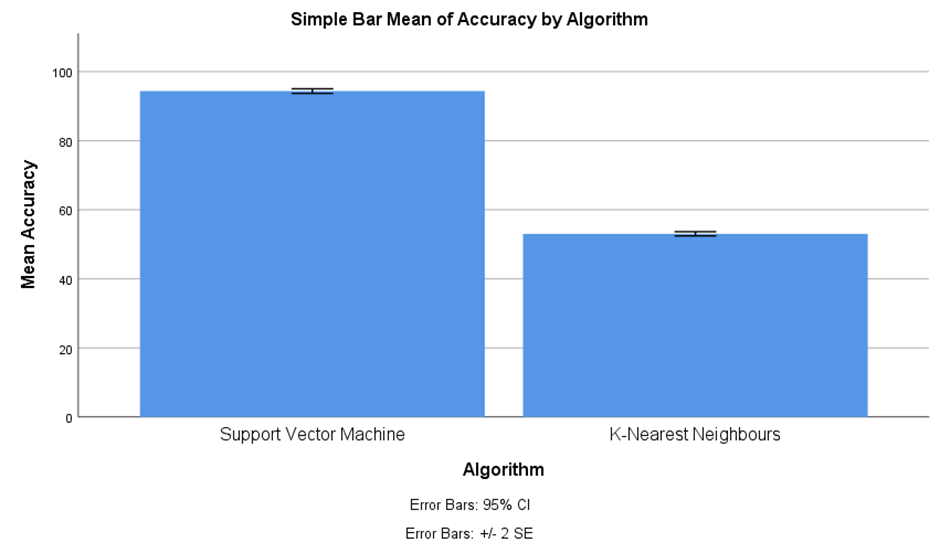 Simple Bar Mean of Accuracy by Algorithm
Mean Accuracy
100
80
60
40
20
0
Support Vector Machine
K-Nearest Neighbours
Algorithm
Error Bars: 95% CI
Error Bars: +/- 2 SE